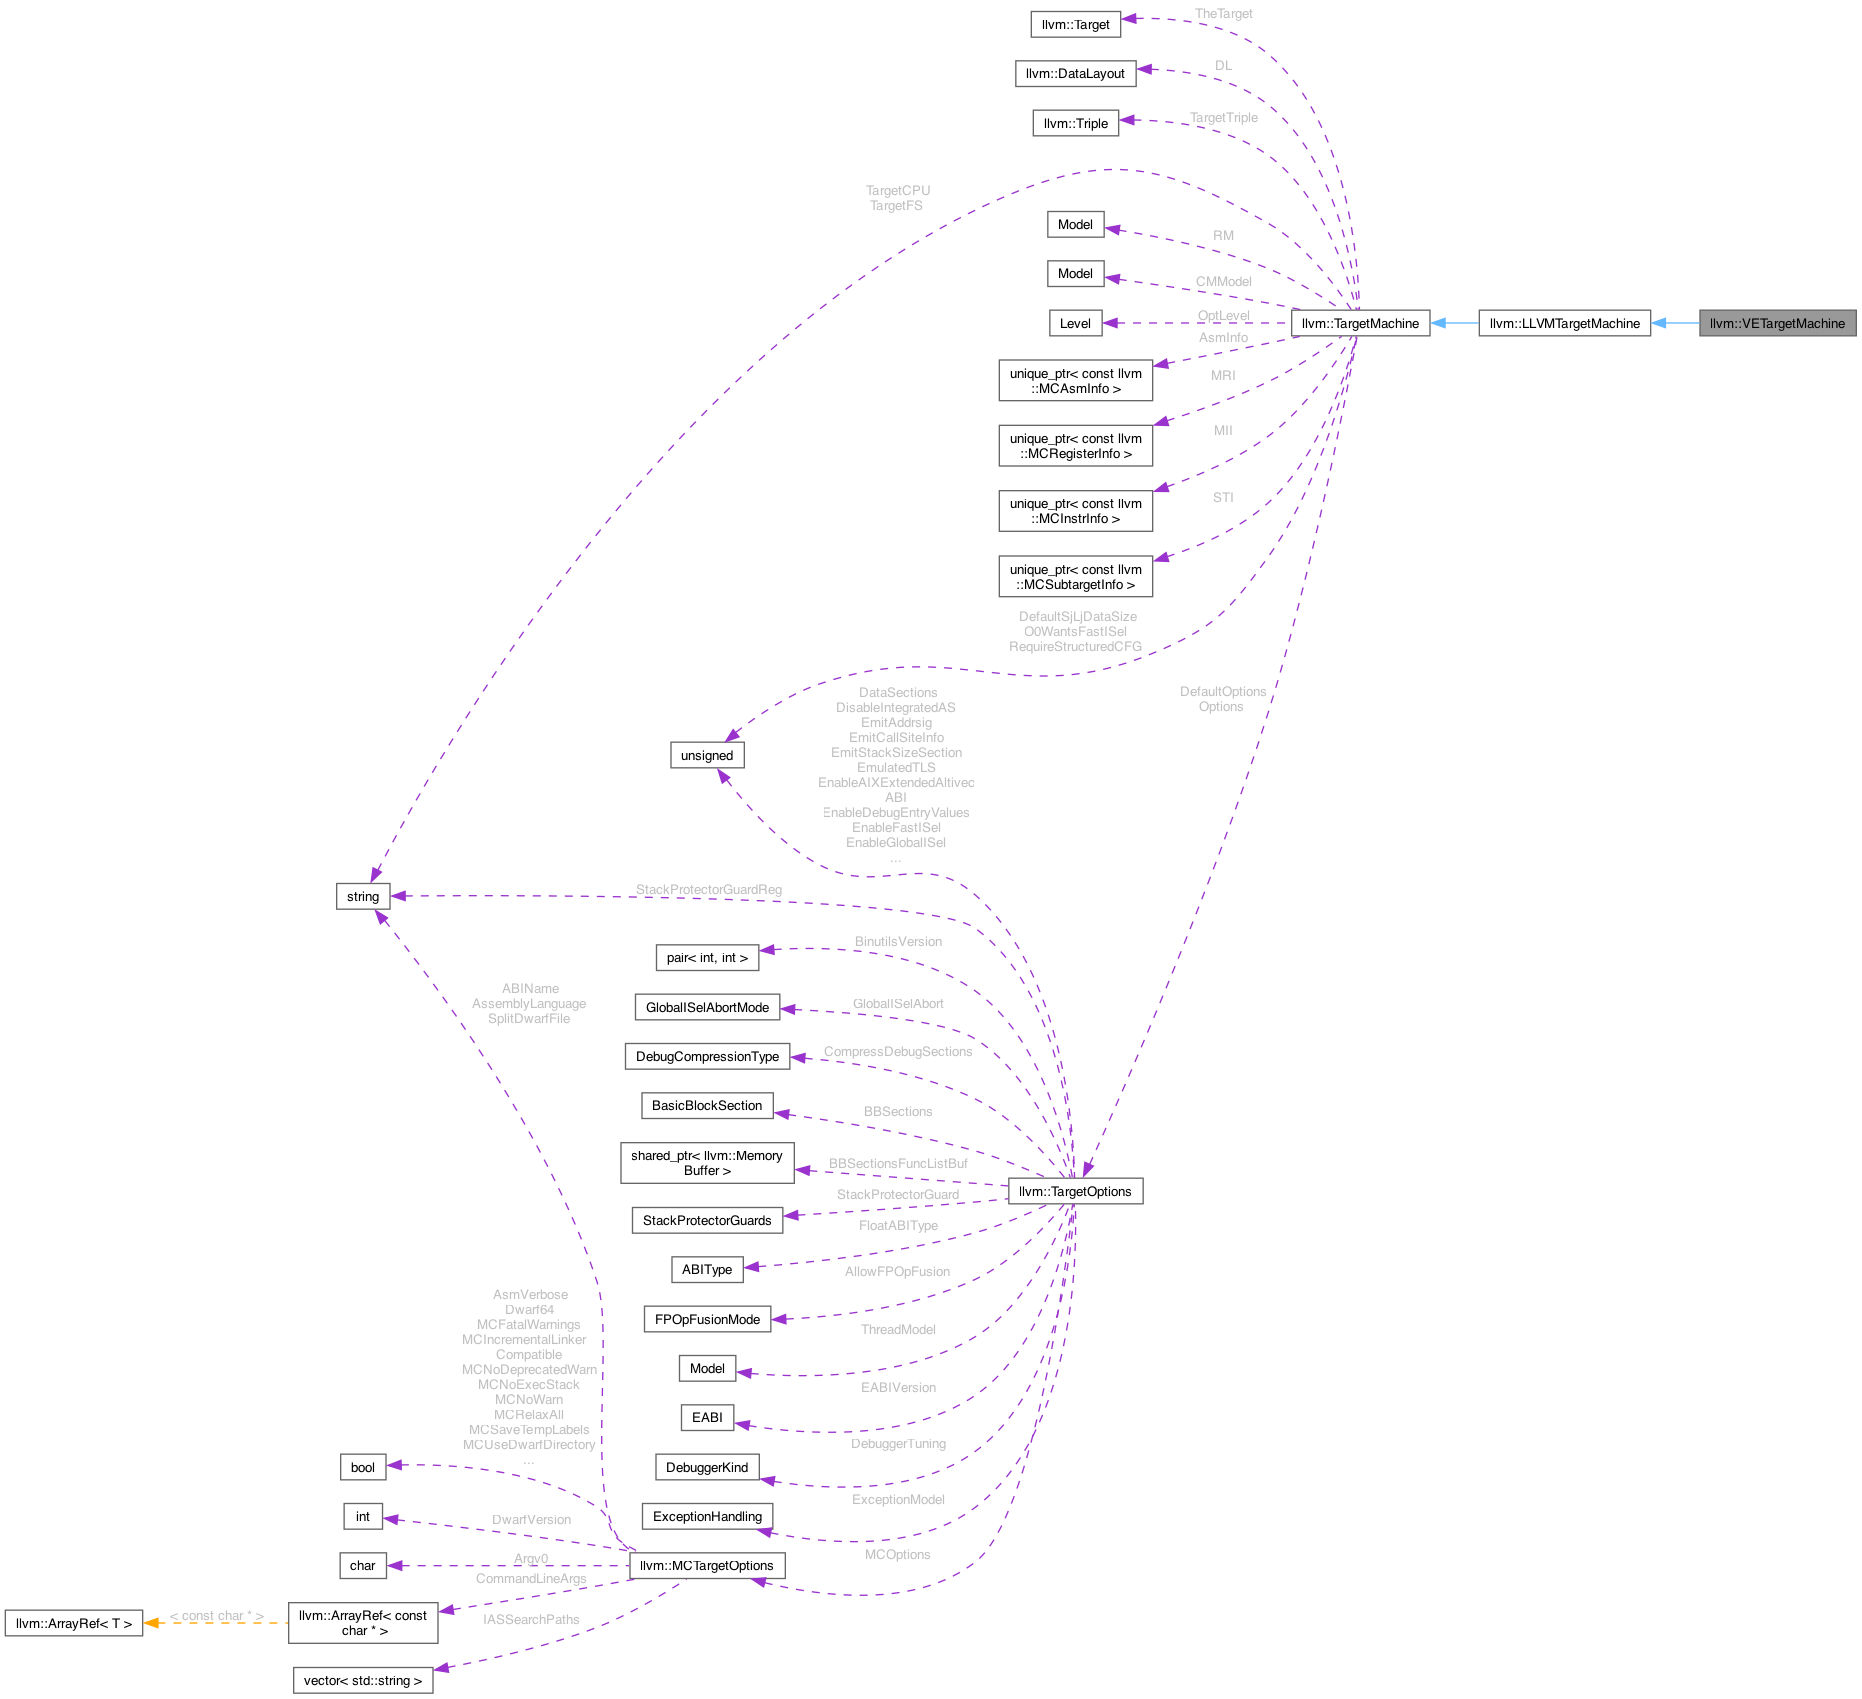 TheTarget
llvm::Target
DL
llvm::DataLayout
TargetTriple
llvm::Triple
TargetCPU
TargetFS
Model
RM
Model
CMModel
Level
OptLevel
llvm::TargetMachine
llvm::LLVMTargetMachine
llvm::VETargetMachine
AsmInfo
unique_ptr< const llvm
::MCAsmInfo >
MRI
unique_ptr< const llvm
::MCRegisterInfo >
MII
unique_ptr< const llvm
::MCInstrInfo >
STI
unique_ptr< const llvm
::MCSubtargetInfo >
DefaultSjLjDataSize
O0WantsFastISel
RequireStructuredCFG
DefaultOptions
Options
DataSections
DisableIntegratedAS
EmitAddrsig
EmitCallSiteInfo
EmitStackSizeSection
EmulatedTLS
EnableAIXExtendedAltivec
ABI
EnableDebugEntryValues
EnableFastISel
EnableGlobalISel
...
unsigned
string
StackProtectorGuardReg
BinutilsVersion
pair< int, int >
ABIName
AssemblyLanguage
SplitDwarfFile
GlobalISelAbort
GlobalISelAbortMode
CompressDebugSections
DebugCompressionType
BBSections
BasicBlockSection
BBSectionsFuncListBuf
shared_ptr< llvm::Memory
Buffer >
llvm::TargetOptions
StackProtectorGuard
StackProtectorGuards
FloatABIType
ABIType
AllowFPOpFusion
FPOpFusionMode
ThreadModel
Model
EABIVersion
EABI
DebuggerTuning
DebuggerKind
ExceptionModel
ExceptionHandling
MCOptions
AsmVerbose
Dwarf64
MCFatalWarnings
MCIncrementalLinker
Compatible
MCNoDeprecatedWarn
MCNoExecStack
MCNoWarn
MCRelaxAll
MCSaveTempLabels
MCUseDwarfDirectory
...
bool
int
DwarfVersion
char
Argv0
llvm::MCTargetOptions
CommandLineArgs
llvm::ArrayRef< T >
< const char * >
llvm::ArrayRef< const
char * >
IASSearchPaths
vector< std::string >